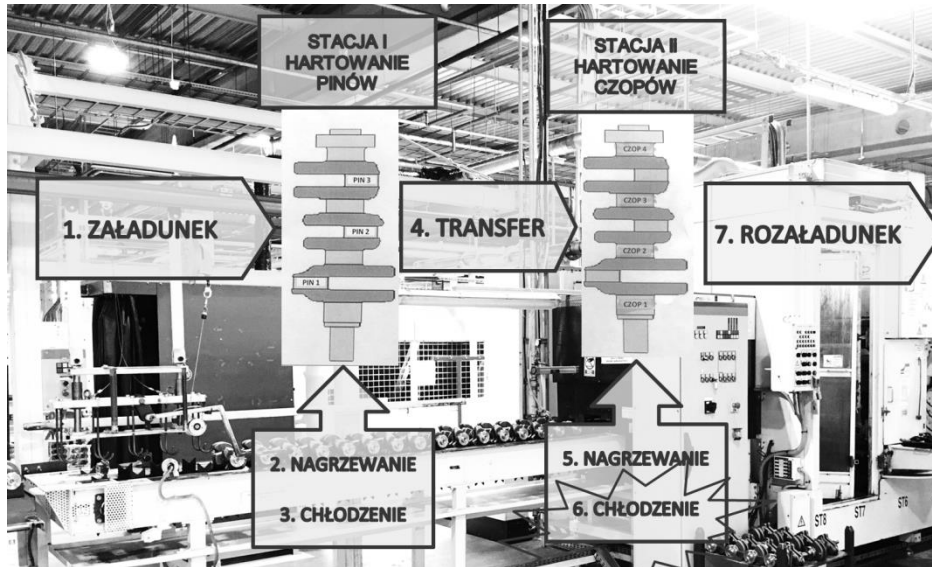 STACJA I
HARTOWANIE
PINÓW
STACJA II
HARTOWANIE
CZOPÓW
PIN 3
PIN 2
PIN 1
CZOP 4
CZOP 3
CZOP 2
CZOP 1
1. ZAŁADUNEK
4. TRANSFER
7. ROZAŁADUNEK
2. NAGRZEWANIE
3. CHŁODZENIE
5. NAGRZEWANIE
6. CHŁODZENIE
ST8 ST7 ST6